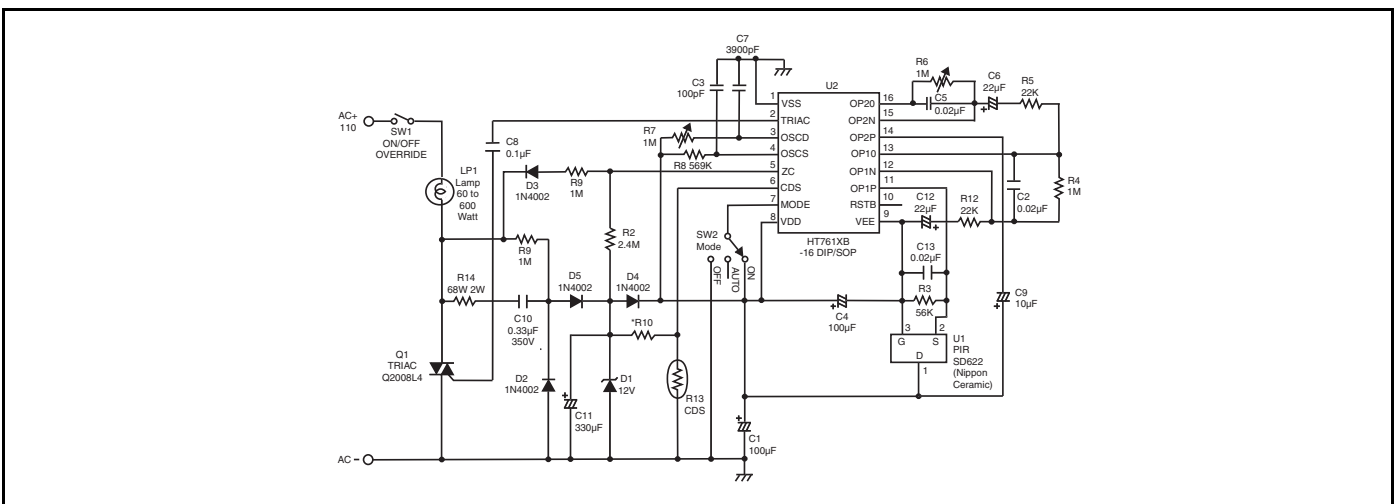 C7
3900pF
C3
100pF
U2
R6
1M
C6
22µF
R5
22K
C5
0.02µF
AC+
110
SW1
ON/OFF
OVERRIDE
C8
0.1µF
R7
1M
R8 569K
1
VSS
OP20
16
2
TRIAC
OP2N
15
3
OSCD
OP2P
14
4
OSCS
OP10
13
5
ZC
OP1N
12
6
CDS
OP1P
11
7
MODE
RSTB
10
8
VDD
VEE
9
HT761XB
-16 DIP/SOP
LP1
Lamp
60 to
600
Watt
D3
1N4002
R9
1M
C2
0.02µF
R4
1M
C12
22µF
R12
22K
R2
2.4M
SW2
Mode
OFF
AUTO
ON
R9
1M
C13
0.02µF
R14
68W 2W
D5
1N4002
D4
1N4002
C10
0.33µF
350V
C4
100µF
R3
56K
C9
10µF
*R10
3
2
G
S
D
1
U1
PIR
SD622
(Nippon
Ceramic)
Q1
TRIAC
Q2008L4
D2
1N4002
C11
330µF
D1
12V
R13
CDS
C1
100µF
AC -
+
+
+
+
+
+